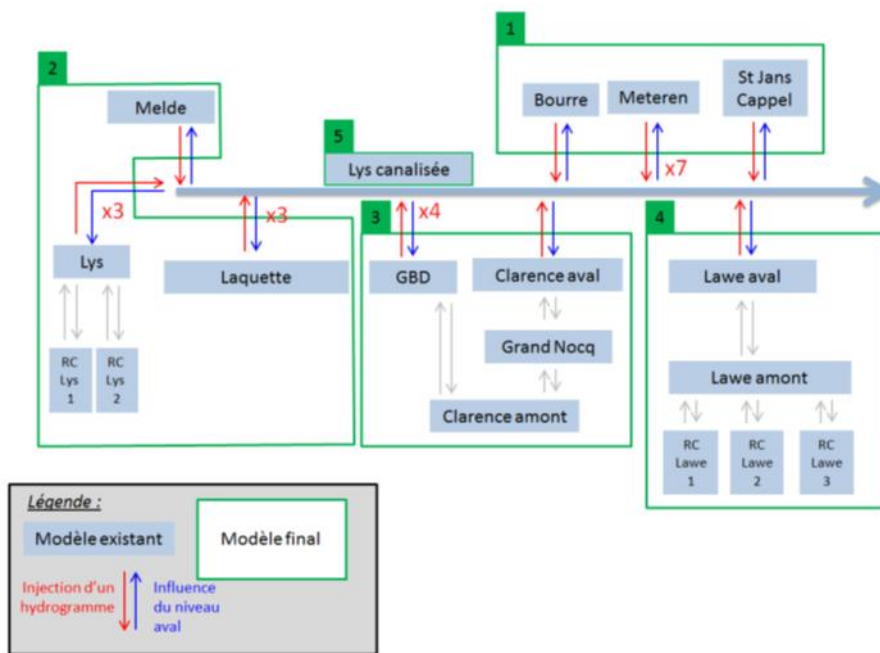 1
2
St Jans
Cappel
Melde
Bourre
Meteren
5
Lys canalisée
x7
x3
x3
3
x4
4
Lys
Laquette
GBD
Clarence aval
Lawe aval
RC
Lys
1
RC
Lys
2
Grand Nocq
Lawe amont
Clarence amont
RC
Lawe
1
RC
Lawe
2
RC
Lawe
3
Légende :
Modèle existant
Modèle final
Injection d'un
hydrogramme
Influence
du niveau
aval